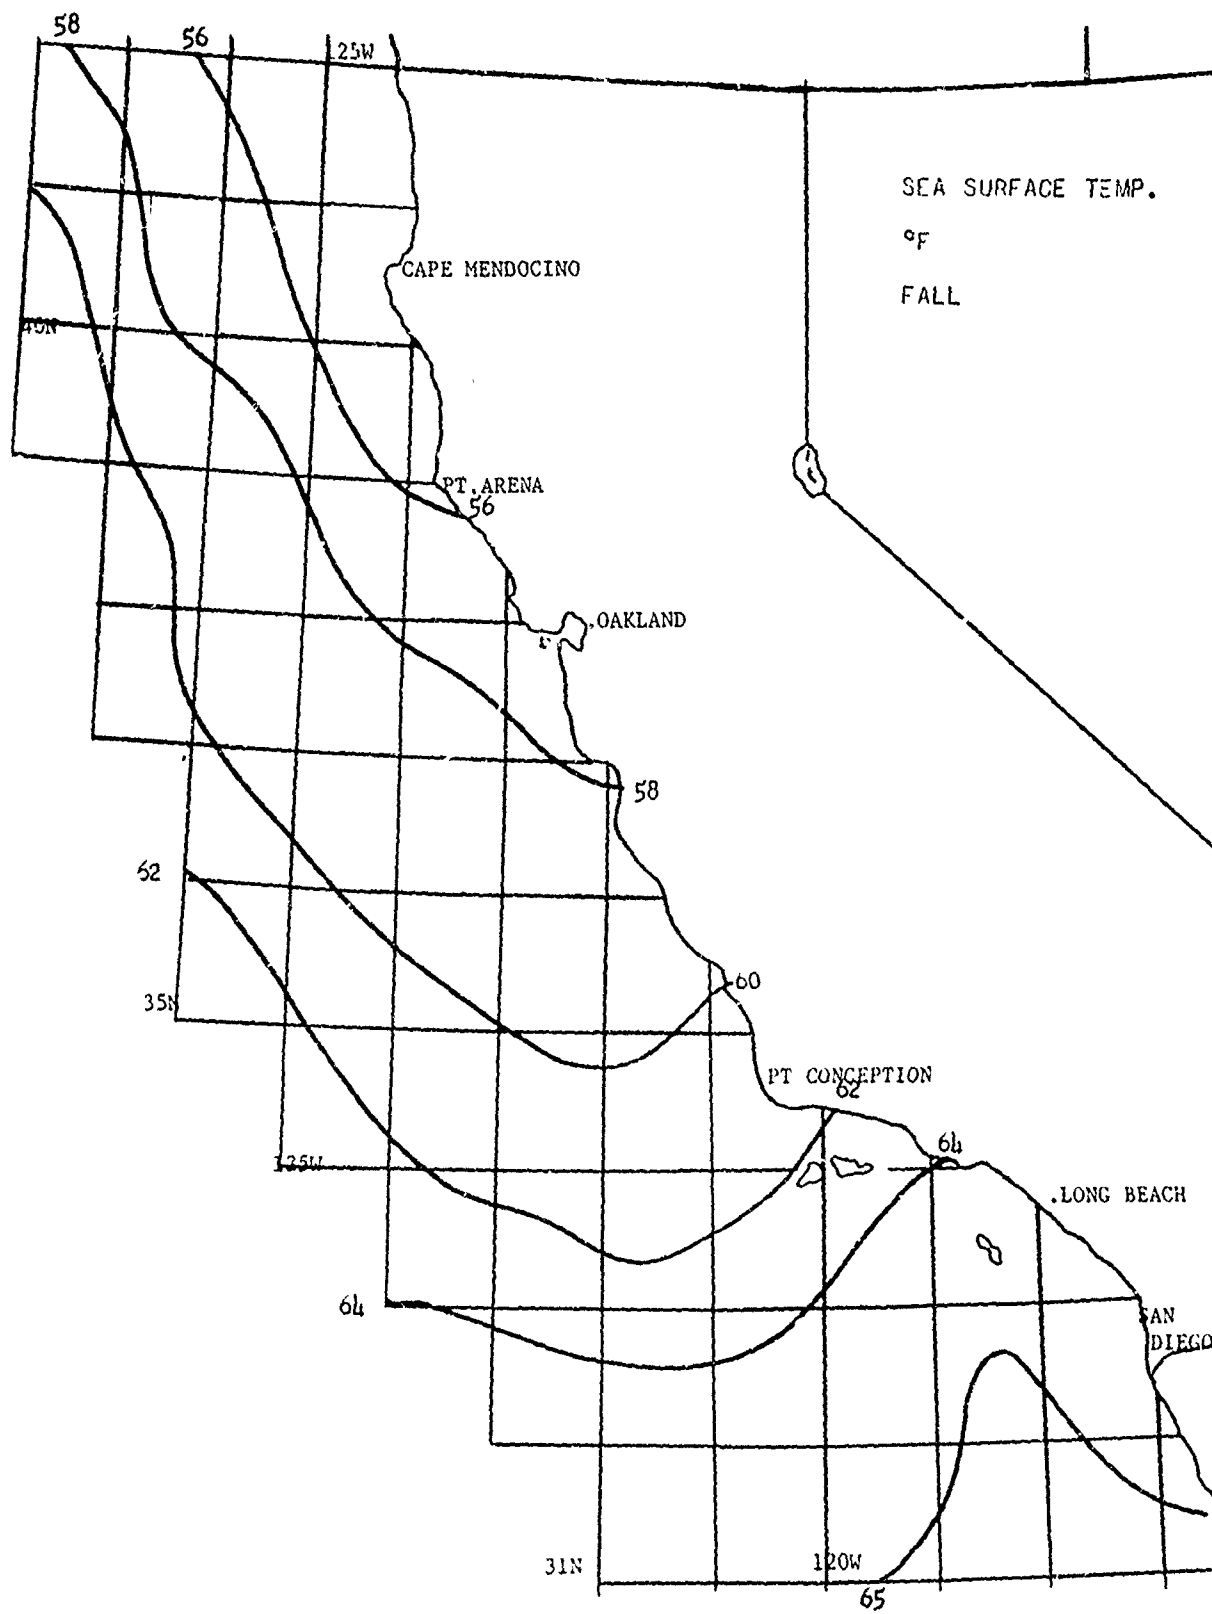 58
56
125W
SEA SURFACE TEMP.
°F
FALL
CAPE MENDOCINO
40N
PT. ARENA
56
.OAKLAND
58
62
60
35N
PT CONCEPTION
62
64
125W
.LONG BEACH
64
SAN
DIEGO
31N
120W
65